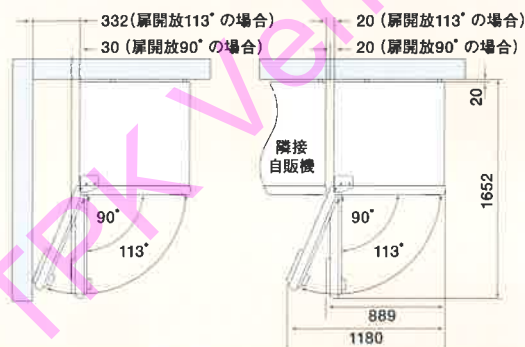 332(扉開放113°の場合)
30 (扉開放90°の場合)
20 (扉開放113°の場合)
20 (扉開放90°の場合)
20
隣接
自販機
1652
90°
113°
90°
113°
889
1180
TPK Ven